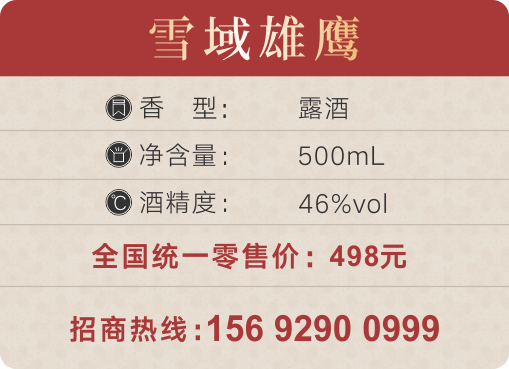 雪域雄鹰
香 型： 露酒
净含量： 500mL
℃ 酒精度： 46%vol
全国统一零售价：498元
招商热线：156 9290 0999